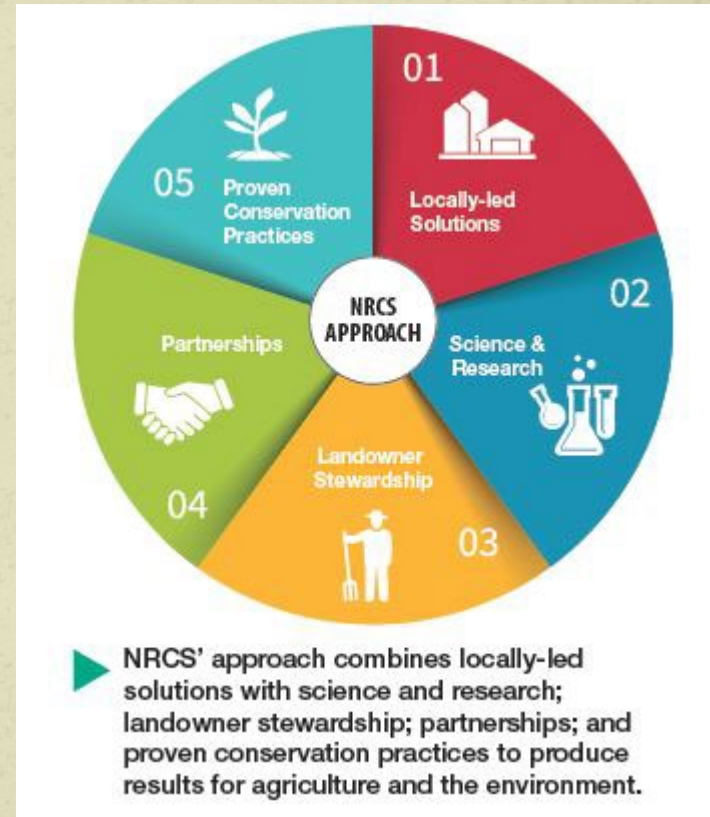 01
Locally-led
Solutions
02
Science &
Research
Landowner
Stewardship
03
Partnerships
04
05
Proven
Conservation
Practices
NRCS
APPROACH
NRCS’ approach combines locally-led
solutions with science and research;
landowner stewardship; partnerships; and
proven conservation practices to produce
results for agriculture and the environment.